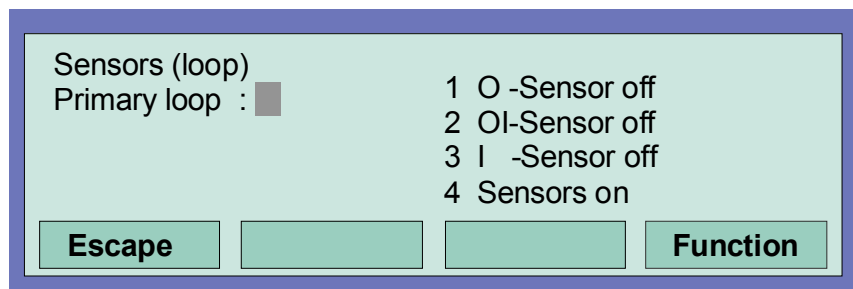 Sensors (loop)
Primary loop :
1 O -Sensor off
2 OI-Sensor off
3 I -Sensor off
4 Sensors on
Escape
Function